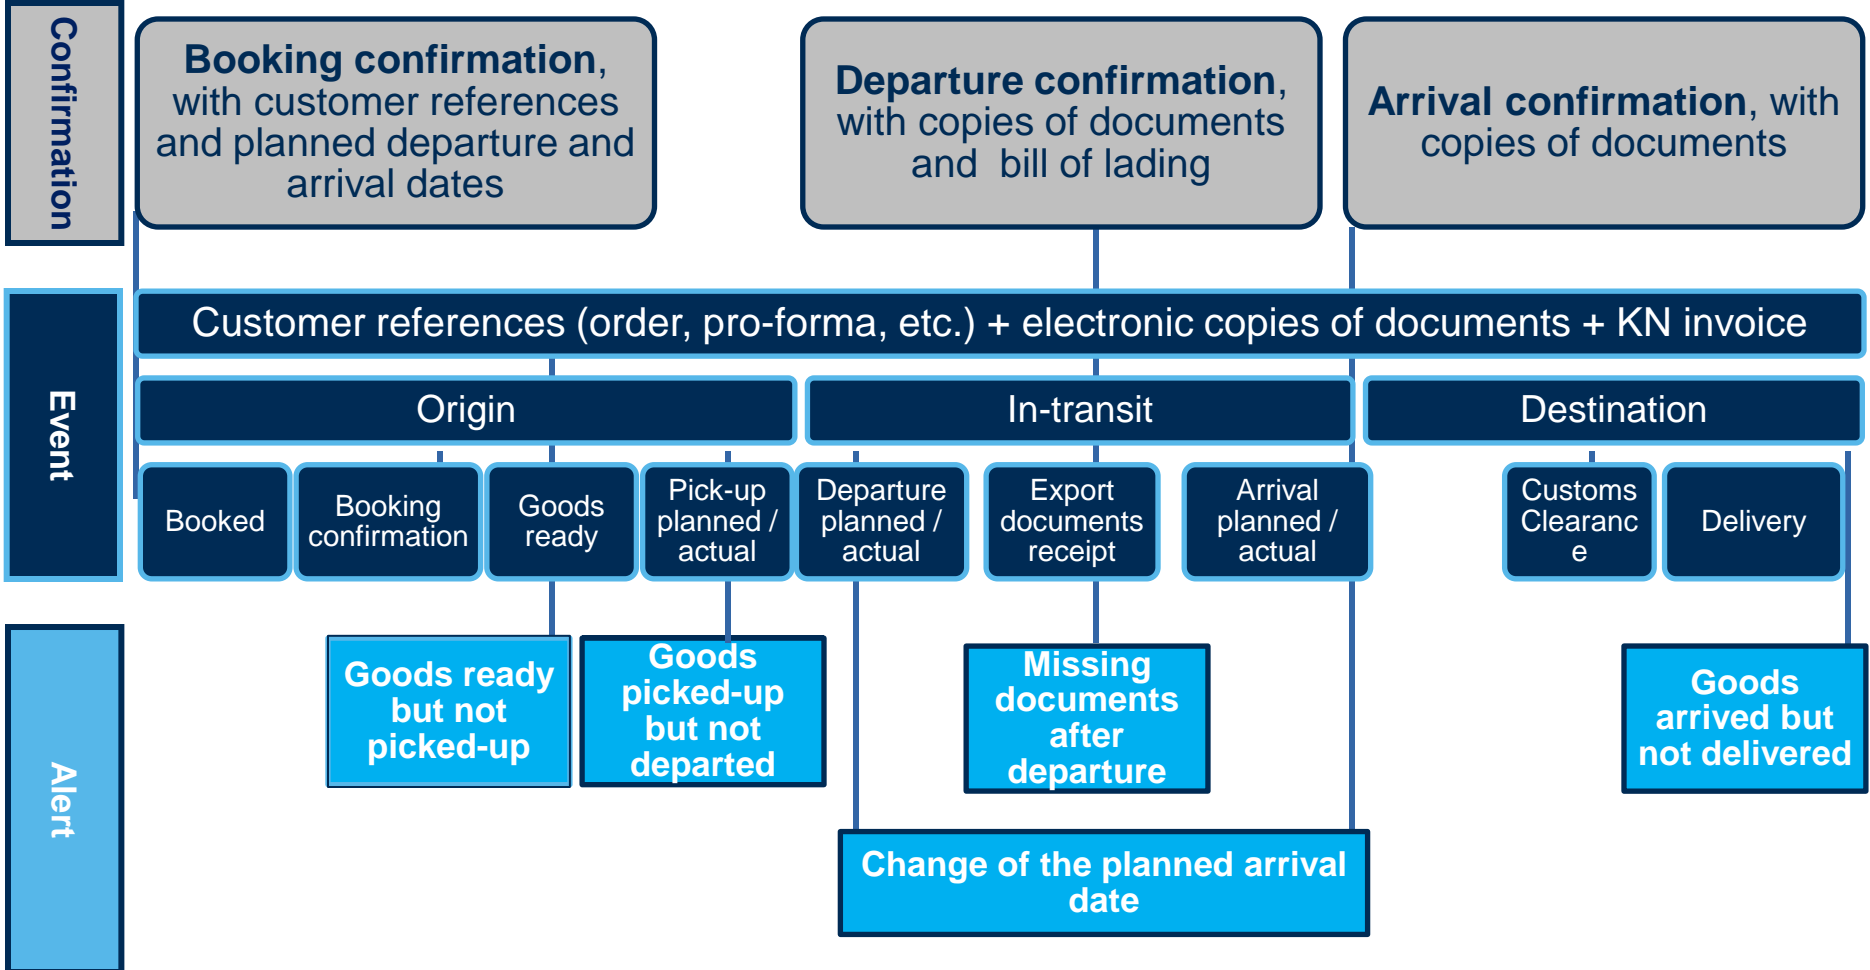 Confirmation
Booking confirmation,
with customer references
and planned departure and
arrival dates
Departure confirmation,
with copies of documents
and bill of lading
Arrival confirmation, with
copies of documents
Event
Customer references (order, pro-forma, etc.) + electronic copies of documents + KN invoice
Origin
In-transit
Destination
Booked
Booking
confirmation
Goods
ready
Pick-up
planned /
actual
Departure
planned /
actual
Export
documents
receipt
Arrival
planned /
actual
Customs
Clearanc
e
Delivery
Alert
Goods ready
but not
picked-up
Goods
picked-up
but not
departed
Missing
documents
after
departure
Goods
arrived but
not delivered
Change of the planned arrival
date